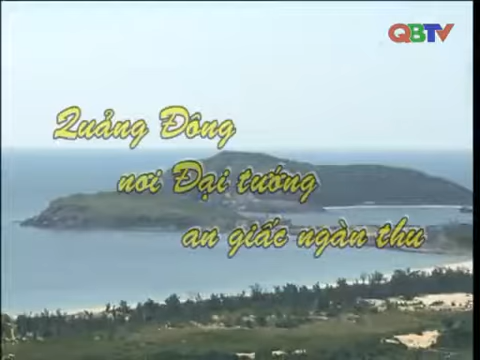 QBTV
Quảng Đông
nơi Đại tướng
an giấc ngàn thu